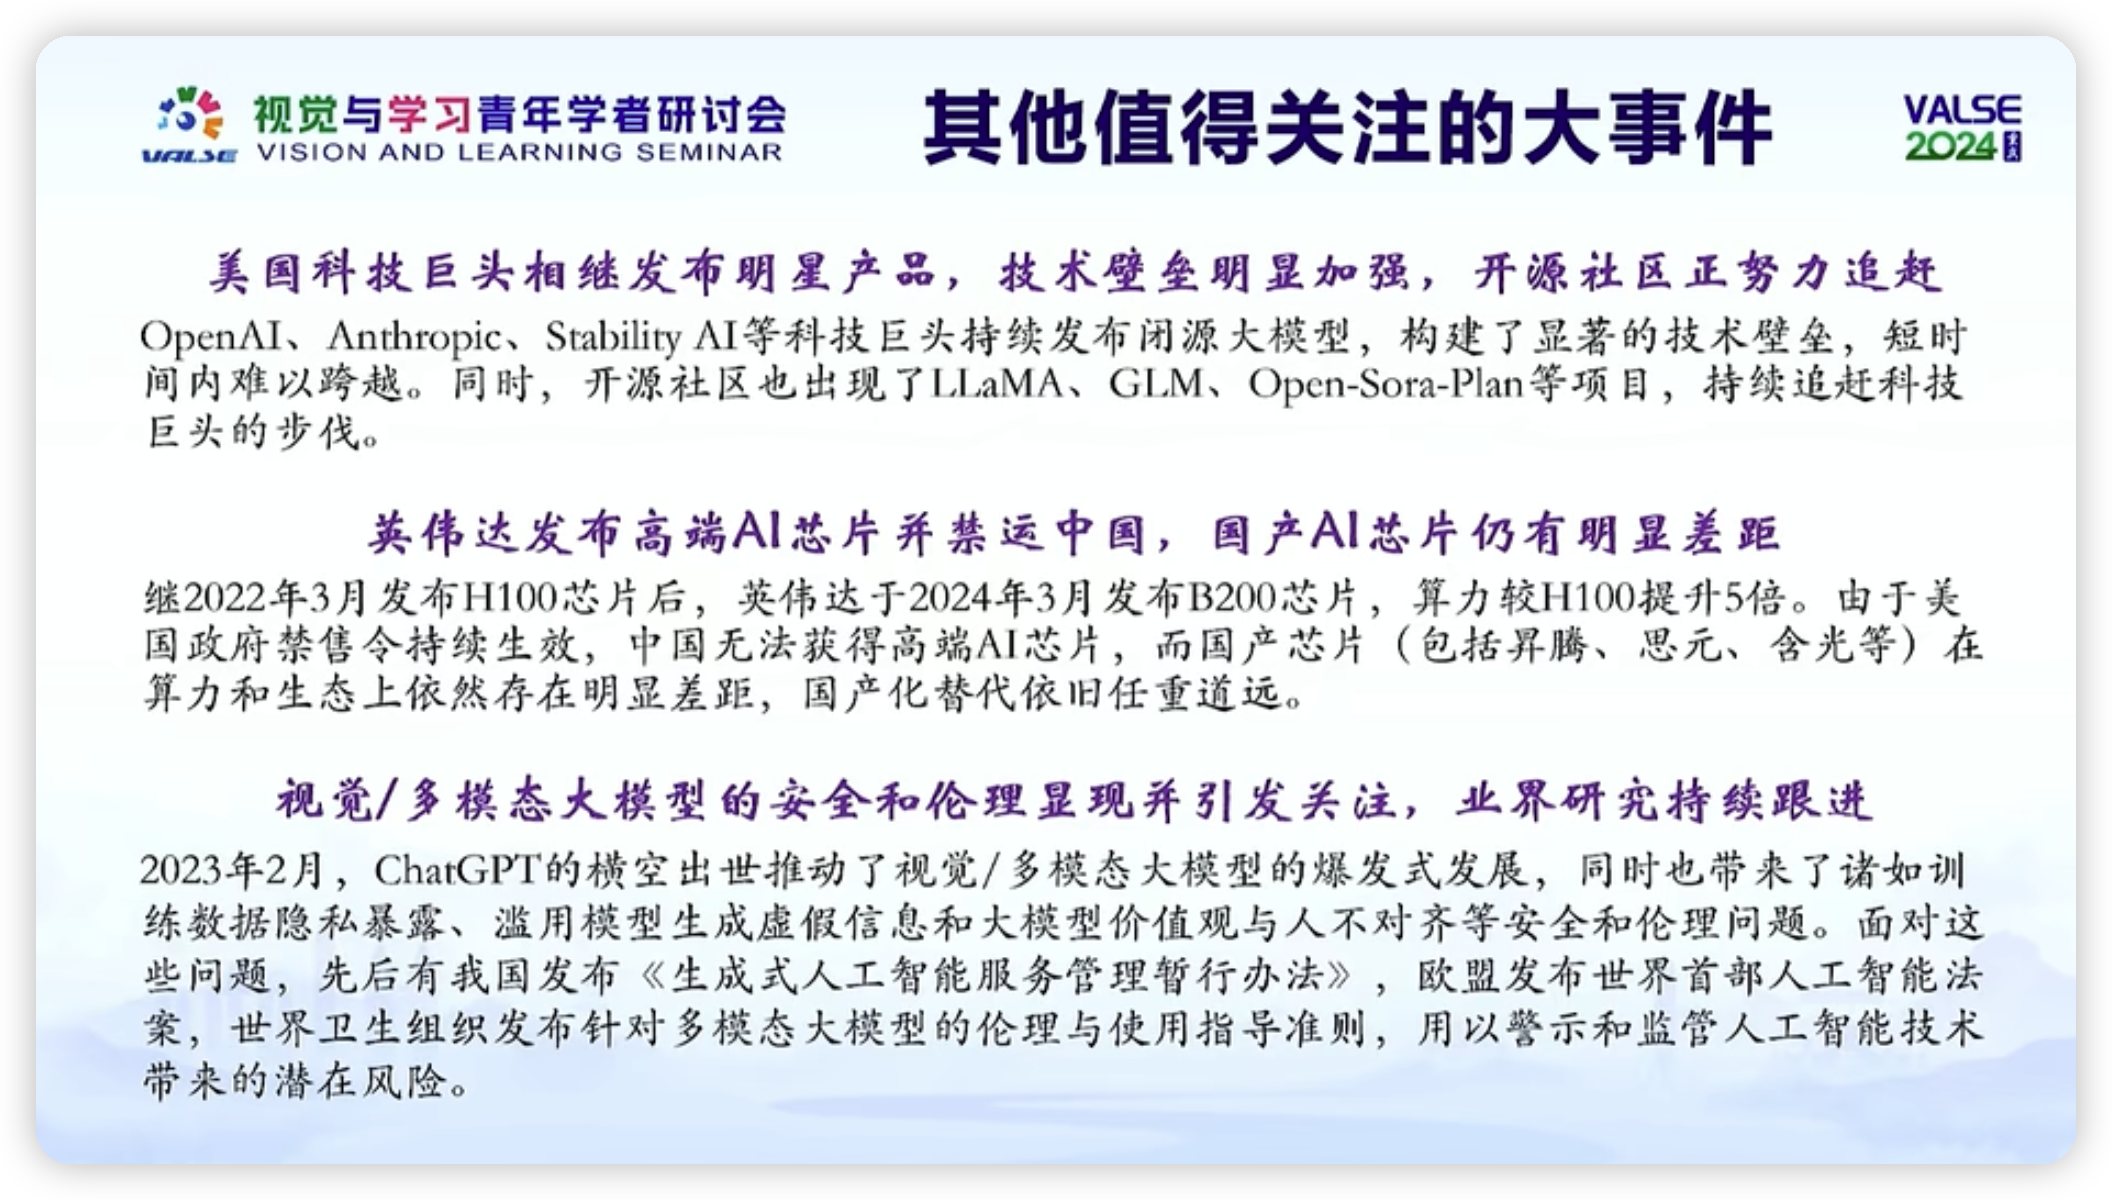 VALSE
视觉与学习青年学者研讨会
VISION AND LEARNING SEMINAR
其他值得关注的大事件
VALSE
2024
重庆
美国科技巨头相继发布明星产品，技术壁垒明显加强，开源社区正努力追赶
OpenAI、Anthropic、Stability AI等科技巨头持续发布闭源大模型，构建了显著的技术壁垒，短时
间内难以跨越。同时，开源社区也出现了LLaMA、GLM、Open-Sora-Plan等项目，持续追赶科技
巨头的步伐。
英伟达发布高端AI芯片并禁运中国，国产AI芯片仍有明显差距
继2022年3月发布H100芯片后，英伟达于2024年3月发布B200芯片，算力较H100提升5倍。由于美
国政府禁售令持续生效，中国无法获得高端AI芯片，而国产芯片（包括昇腾、思元、含光等）在
算力和生态上依然存在明显差距，国产化替代依旧任重道远。
视觉/多模态大模型的安全和伦理显现并引发关注，业界研究持续跟进
2023年2月，ChatGPT的横空出世推动了视觉/多模态大模型的爆发式发展，同时也带来了诸如训
练数据隐私暴露、滥用模型生成虚假信息和大模型价值观与人不对齐等安全和伦理问题。面对这
些问题，先后有我国发布《生成式人工智能服务管理暂行办法》，欧盟发布世界首部人工智能法
案，世界卫生组织发布针对多模态大模型的伦理与使用指导准则，用以警示和监管人工智能技术
带来的潜在风险。